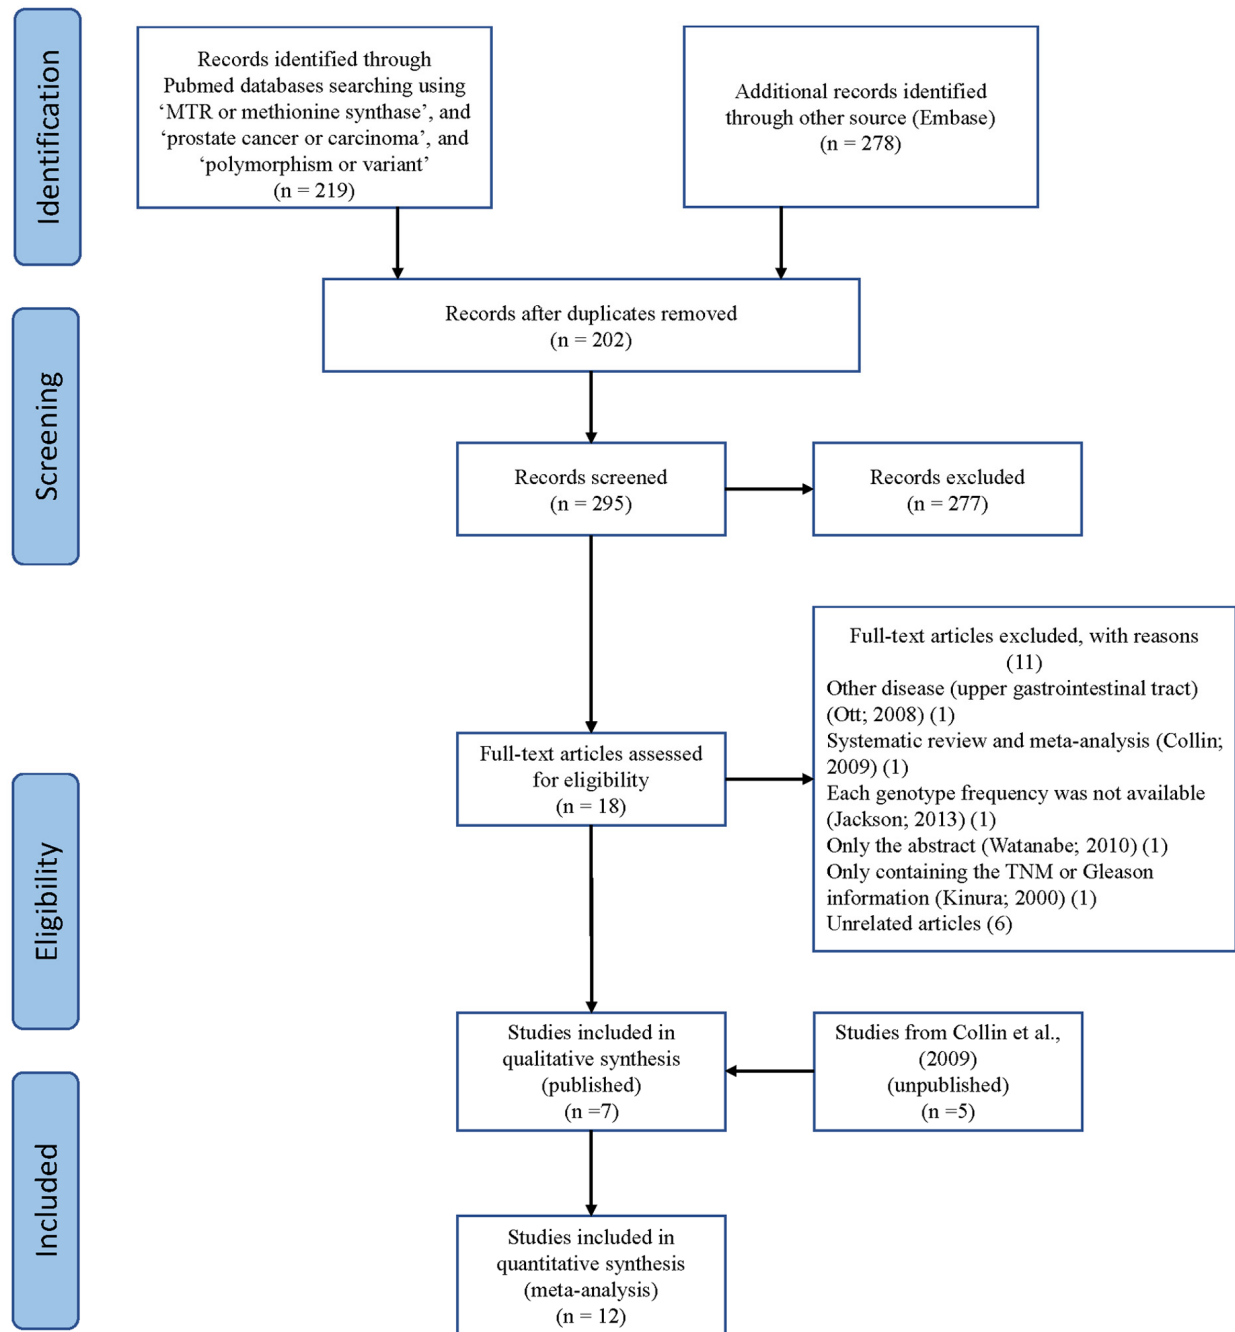 Identification
Records identified through
Pubmed databases searching using
‘MTR or methionine synthase’, and
‘prostate cancer or carcinoma’, and
‘polymorphism or variant’
(n = 219)
Additional records identified
through other source (Embase)
(n = 278)
Records after duplicates removed
(n = 202)
Screening
Records screened
(n = 295)
Records excluded
(n = 277)
Eligibility
Full-text articles assessed
for eligibility
(n = 18)
Full-text articles excluded, with reasons
(11)
Other disease (upper gastrointestinal tract)
(Ott; 2008) (1)
Systematic review and meta-analysis (Collin;
2009) (1)
Each genotype frequency was not available
(Jackson; 2013) (1)
Only the abstract (Watanabe; 2010) (1)
Only containing the TNM or Gleason
information (Kinura; 2000) (1)
Unrelated articles (6)
Studies included in
qualitative synthesis
(published)
(n =7)
Studies from Collin et al.,
(2009)
(unpublished)
(n =5)
Included
Studies included in
quantitative synthesis
(meta-analysis)
(n = 12)